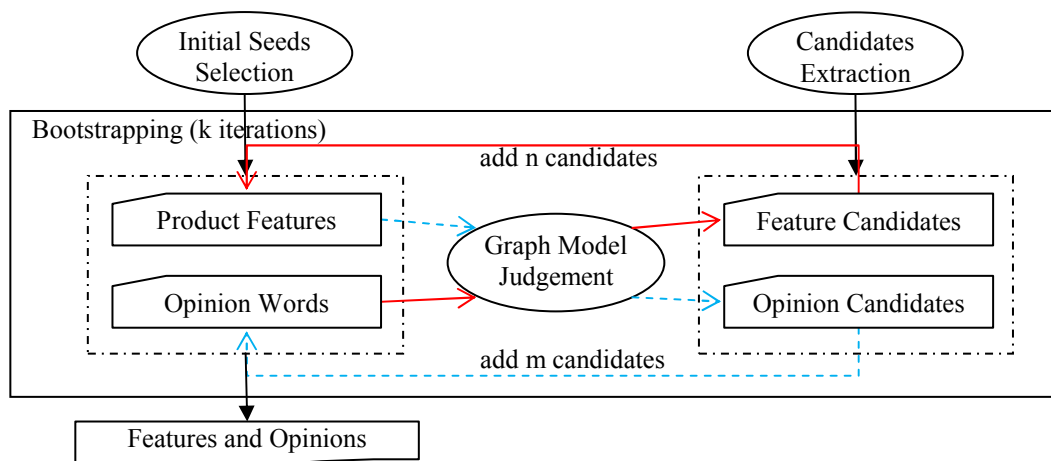 Initial Seeds
Selection
Candidates
Extraction
Bootstrapping (k iterations)
add n candidates
Product Features
Feature Candidates
Graph Model
Judgement
Opinion Words
Opinion Candidates
add m candidates
Features and Opinions